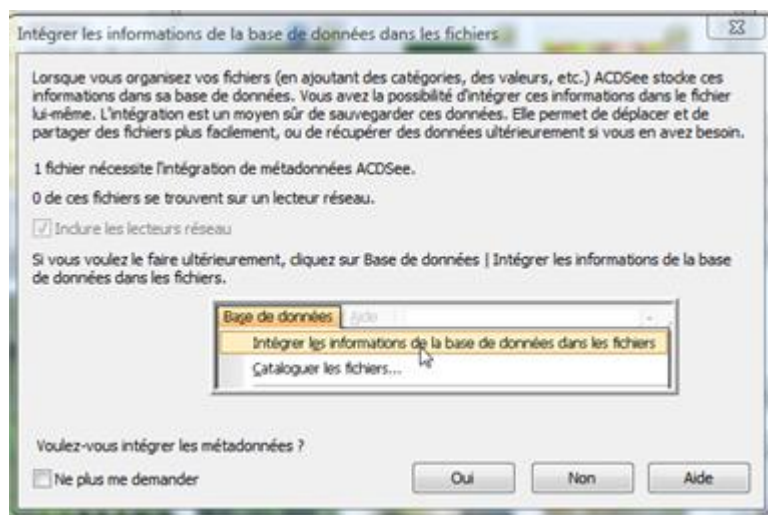 Intégrer les informations de la base de données dans les fichiers
Lorsque vous organisez vos fichiers (en ajoutant des catégories, des valeurs, etc.) ACDSee stocke ces
informations dans sa base de données. Vous avez la possibilité d'intégrer ces informations dans le fichier
lui-même. L'intégration est un moyen sûr de sauvegarder ces données. Elle permet de déplacer et de
partager des fichiers plus facilement, ou de récupérer des données ultérieurement si vous en avez besoin.
1 fichier nécessite l'intégration de métadonnées ACDSee.
0 de ces fichiers se trouvent sur un lecteur réseau.
Inclure les lecteurs réseau
Si vous voulez le faire ultérieurement, cliquez sur Base de données | Intégrer les informations de la base
de données dans les fichiers.
Base de données Aide
Intégrer les informations de la base de données dans les fichiers
Cataloguer les fichiers...
Voulez-vous intégrer les métadonnées ?
Ne plus me demander Oui Non Aide